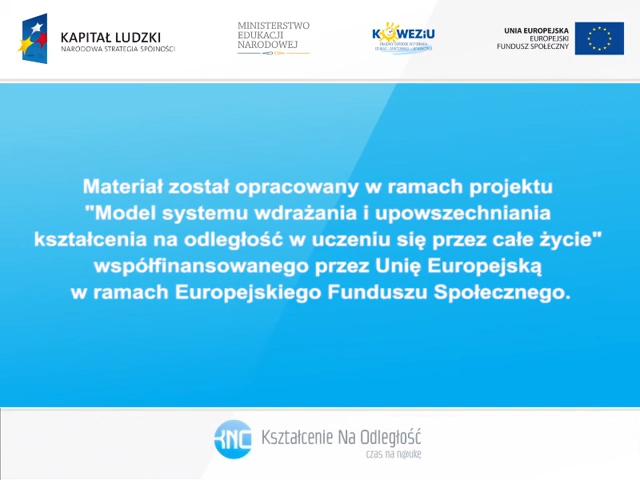 KAPITAŁ LUDZKI
NARODOWA STRATEGIA SPÓJNOŚCI
MINISTERSTWO
EDUKACJI
NARODOWEJ
KOWEZiU
UNIA EUROPEJSKA
EUROPEJSKI
FUNDUSZ SPOŁECZNY
Materiał został opracowany w ramach projektu
"Model systemu wdrażania i upowszechniania
kształcenia na odległość w uczeniu się przez całe życie"
współfinansowanego przez Unię Europejską
w ramach Europejskiego Funduszu Społecznego.
KNO Kształcenie Na Odległość
czas na n@ukę